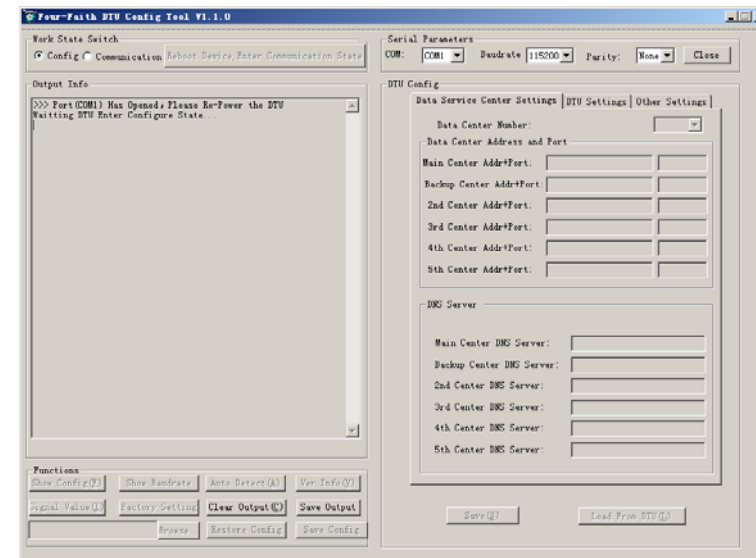 Four-Faith DTU Config Tool V1.1.0
Work State Switch
Config Communication Reboot Device,Enter Communication State
Serial Parameters
COM: COM1 Baudrate 115200 Parity: None Close
Output Info
>>> Port(COM1) Has Opened, Please Re-Power the DTU
Waitting DTU Enter Configure State...
DTU Config
Data Service Center Settings DTU Settings Other Settings
Data Center Number:
Data Center Address and Port
Main Center Addr+Port:
Backup Center Addr+Port:
2nd Center Addr+Port:
3rd Center Addr+Port:
4th Center Addr+Port:
5th Center Addr+Port:
DNS Server
Main Center DNS Server:
Backup Center DNS Server:
2nd Center DNS Server:
3rd Center DNS Server:
4th Center DNS Server:
5th Center DNS Server:
Functions
Show Config(F) Show Baudrate Auto Detect(A) Ver Info(V)
Signal Value(I) Factory Setting Clear Output(C) Save Output
Browse Restore Config Save Config
Save(S) Load From DTU(L)